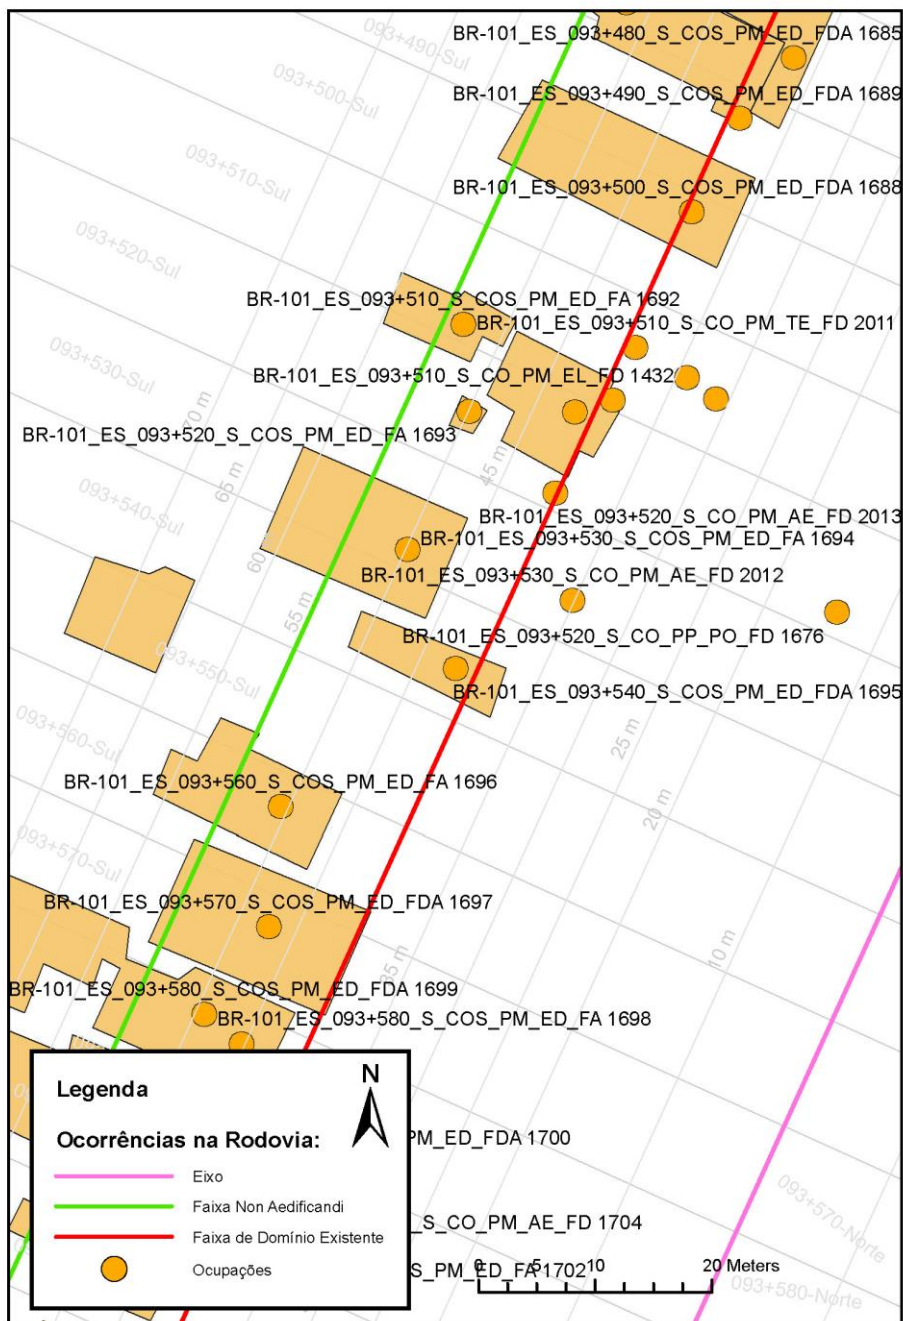 093+490-Sul
BR-101_ES_093+480_S_COS_PM_ED_FDA 1685
093+500-Sul
BR-101_ES_093+490_S_COS_PM_ED_FDA 1689
093+510-Sul
BR-101_ES_093+500_S_COS_PM_ED_FDA 1688
093+520-Sul
BR-101_ES_093+510_S_COS_PM_ED_FA 1692
BR-101_ES_093+510_S_CO_PM_TE_FD 2011
093+530-Sul
BR-101_ES_093+510_S_CO_PM_EL_FD 1432
70 m
BR-101_ES_093+520_S_COS_PM_ED_FA 1693
45 m
65 m
093+540-Sul
BR-101_ES_093+520_S_CO_PM_AE_FD 2013
BR-101_ES_093+530_S_COS_PM_ED_FA 1694
60
BR-101_ES_093+530_S_CO_PM_AE_FD 2012
55 m
BR-101_ES_093+520_S_CO_PP_PO_FD 1676
093+550-Sul
BR-101_ES_093+540_S_COS_PM_ED_FDA 1695
093+560-Sul
25 m
BR-101_ES_093+560_S_COS_PM_ED_FA 1696
20 m
093+570-Sul
BR-101_ES_093+570_S_COS_PM_ED_FDA 1697
10 m
35 m
BR-101_ES_093+580_S_COS_PM_ED_FDA 1699
BR-101_ES_093+580_S_COS_PM_ED_FA 1698
N
Legenda
Ocorrências na Rodovia:
PM_ED_FDA 1700
Eixo
Faixa Non Aedificandi
093+570-Norte
_S_CO_PM_AE_FD 1704
Faixa de Domínio Existente
Ocupações
S_PM_ED_FA 1702
0 5 10 20 Meters
093+580-Norte